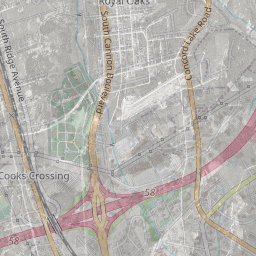 Royal Oaks
South Ridge Avenue
South Cannon Boulevard
Concord Lake Road
Cooks Crossing
58
58